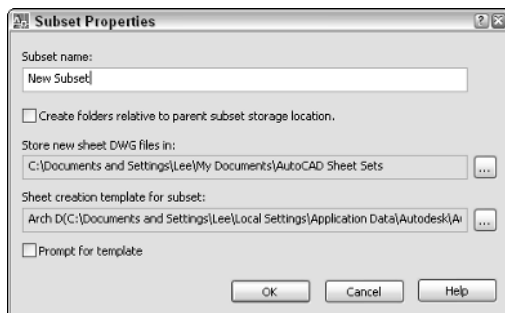 Subset Properties
Subset name:
New Subset
Create folders relative to parent subset storage location.
Store new sheet DWG files in:
C:\Documents and Settings\Lee\My Documents\AutoCAD Sheet Sets
...
Sheet creation template for subset:
Arch D(C:\Documents and Settings\Lee\Local Settings\Application Data\Autodesk\A
...
Prompt for template
OK
Cancel
Help